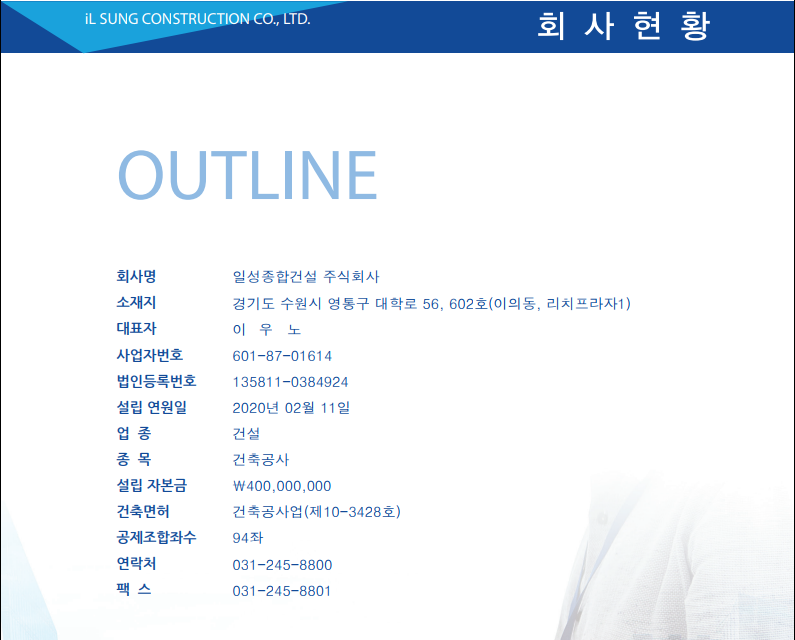 iL SUNG CONSTRUCTION CO., LTD.
회 사 현 황
OUTLINE
회사명 일성종합건설 주식회사
소재지 경기도 수원시 영통구 대학로 56, 602호(이의동, 리치프라자1)
대표자 이 우 노
사업자번호 601-87-01614
법인등록번호 135811-0384924
설립 연원일 2020년 02월 11일
업 종 건설
종 목 건축공사
설립 자본금 ₩400,000,000
건축면허 건축공사업(제10-3428호)
공제조합좌수 94좌
연락처 031-245-8800
팩 스 031-245-8801